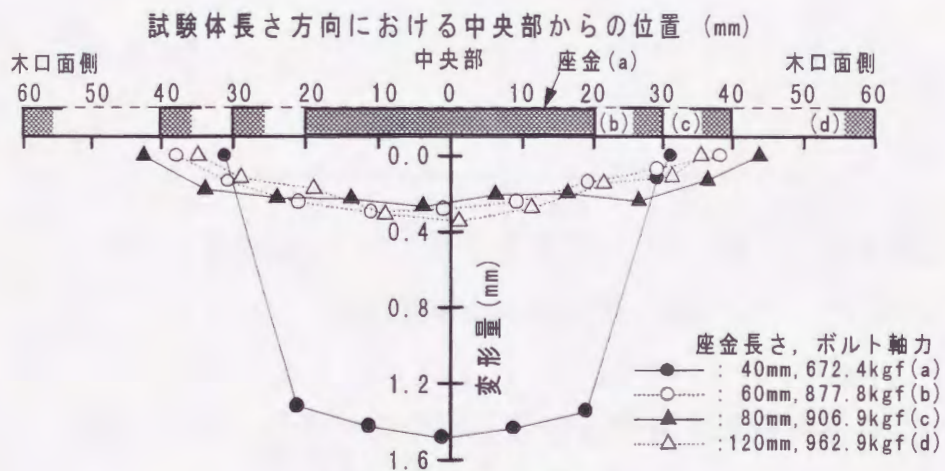 試験体長さ方向における中央部からの位置 (mm)
木口面側 中央部 座金(a) 木口面側
60 50 40 30 20 10 0 10 20 30 40 50 60
(b) (c) (d)
0.0
0.4
0.8
1.2
1.6
変形量(mm)
座金長さ, ボルト軸力
: 40mm, 672.4kgf(a)
: 60mm, 877.8kgf(b)
: 80mm, 906.9kgf(c)
:120mm, 962.9kgf(d)